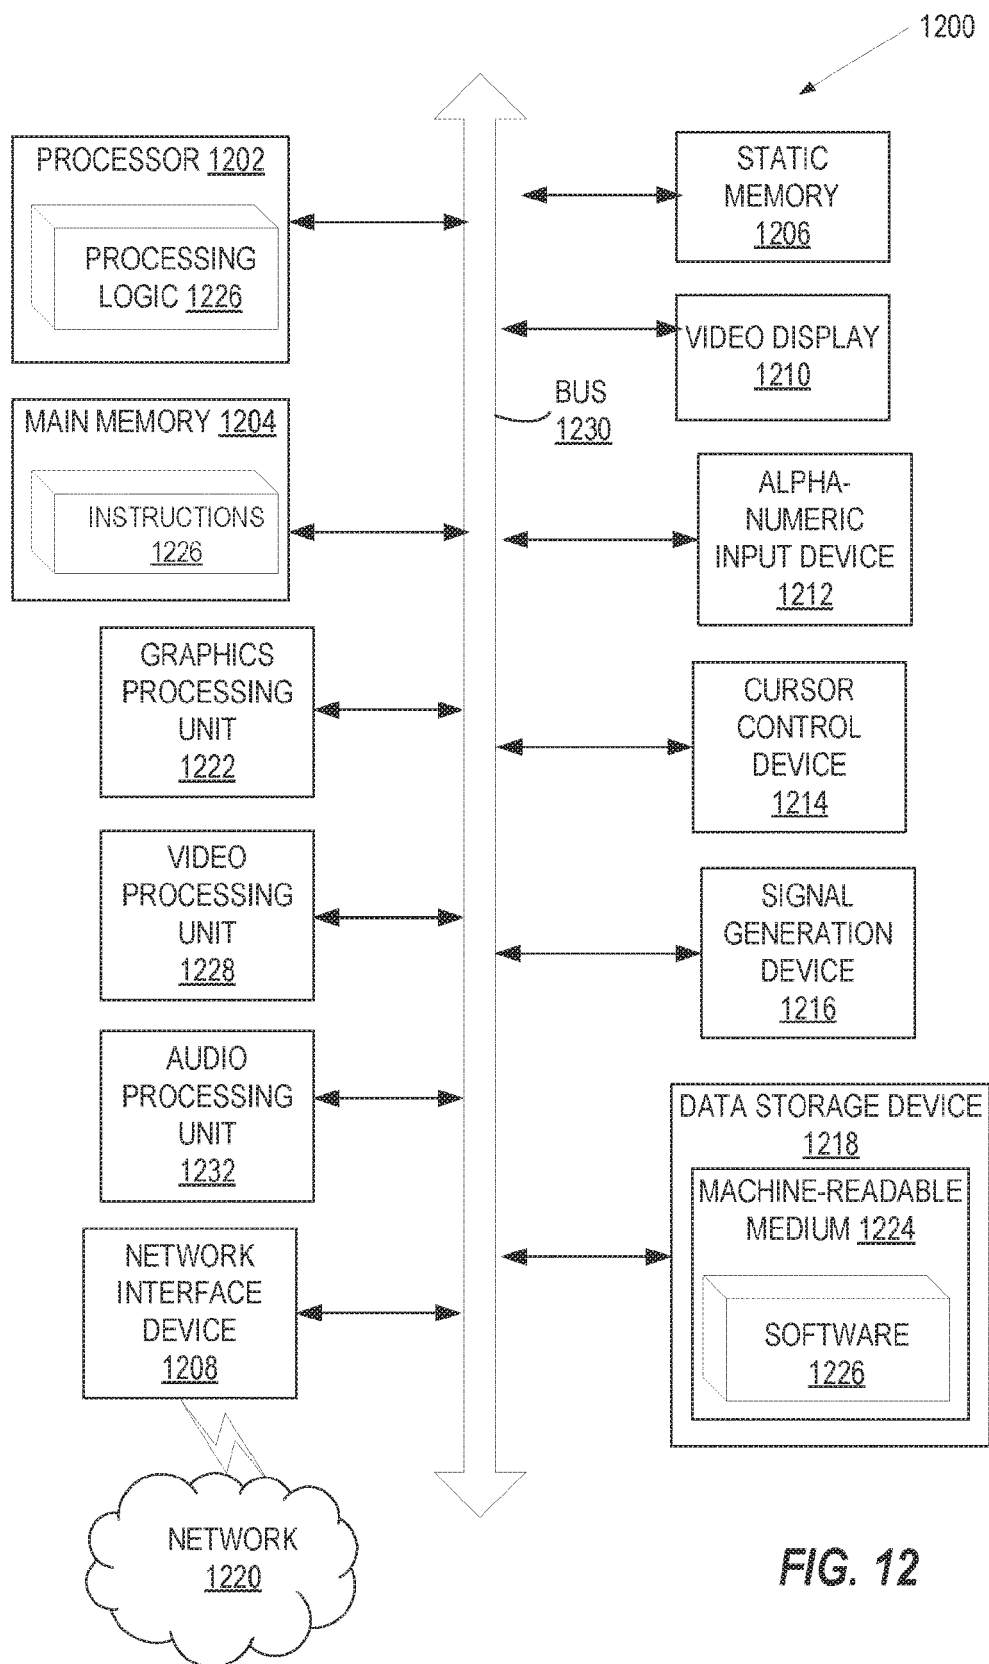 1200
PROCESSOR 1202
PROCESSING
LOGIC 1226
MAIN MEMORY 1204
INSTRUCTIONS
1226
GRAPHICS
PROCESSING
UNIT
1222
VIDEO
PROCESSING
UNIT
1228
AUDIO
PROCESSING
UNIT
1232
NETWORK
INTERFACE
DEVICE
1208
NETWORK
1220
BUS
1230
STATIC
MEMORY
1206
VIDEO DISPLAY
1210
ALPHA-
NUMERIC
INPUT DEVICE
1212
CURSOR
CONTROL
DEVICE
1214
SIGNAL
GENERATION
DEVICE
1216
DATA STORAGE DEVICE
1218
MACHINE-READABLE
MEDIUM 1224
SOFTWARE
1226
FIG. 12